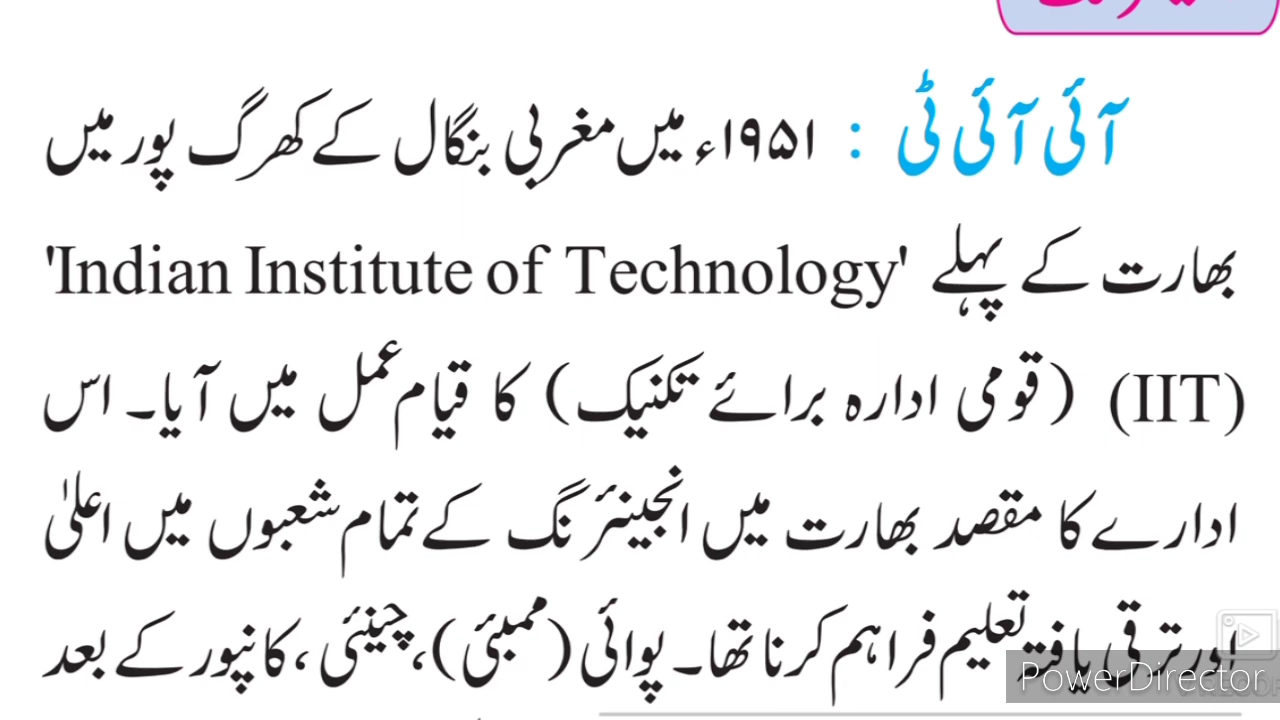 آئی آئی ٹی : ۱۹۵۱ء میں مغربی بنگال کے کھرگ پور میں
بھارت کے پہلے 'Indian Institute of Technology'
(IIT) (قومی ادارہ برائے تکنیک) کا قیام عمل میں آیا۔ اس
ادارے کا مقصد بھارت میں انجینئرنگ کے تمام شعبوں میں اعلیٰ
اور ترقی یافتہ تعلیم فراہم کرنا تھا۔ پوائی (ممبئی)، چینئی، کانپور کے بعد
PowerDirector